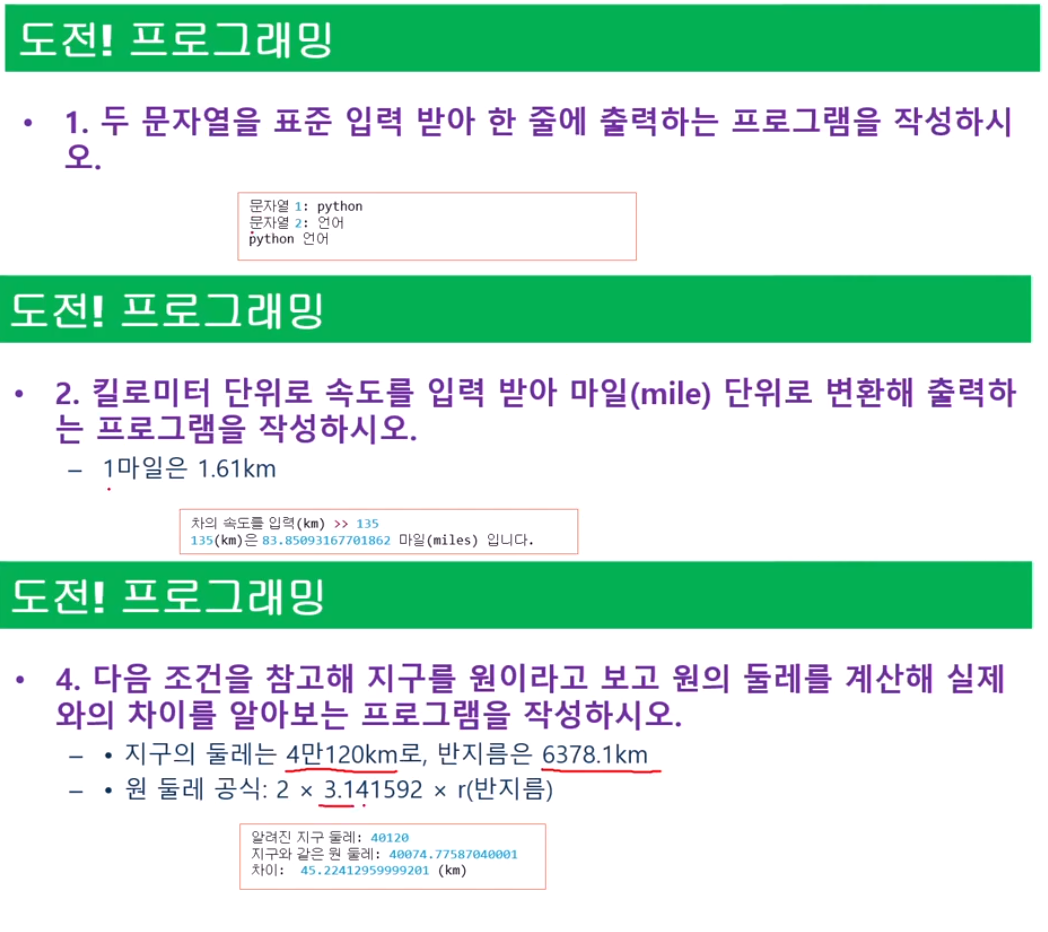 도전! 프로그래밍
• 1. 두 문자열을 표준 입력 받아 한 줄에 출력하는 프로그램을 작성하시
오.
문자열 1: python
문자열 2: 언어
python 언어
도전! 프로그래밍
• 2. 킬로미터 단위로 속도를 입력 받아 마일(mile) 단위로 변환해 출력하
는 프로그램을 작성하시오.
– 1마일은 1.61km
차의 속도를 입력(km) >> 135
135(km)은 83.85093167701862 마일(miles) 입니다.
도전! 프로그래밍
• 4. 다음 조건을 참고해 지구를 원이라고 보고 원의 둘레를 계산해 실제
와의 차이를 알아보는 프로그램을 작성하시오.
– • 지구의 둘레는 4만120km로, 반지름은 6378.1km
– • 원 둘레 공식: 2 × 3.141592 × r(반지름)
알려진 지구 둘레: 40120
지구와 같은 원 둘레: 40074.77587040001
차이: 45.22412959999201 (km)